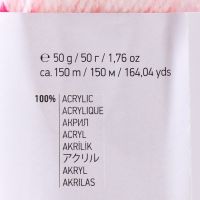 ℮ 50 g / 50 г / 1,76 oz
ca. 150 m / 150 м / 164,04 yds
100% ACRYLIC
ACRYLIQUE
АКРИЛ
ACRYL
AKRİLİK
アクリル
AKRYL
AKRILAS